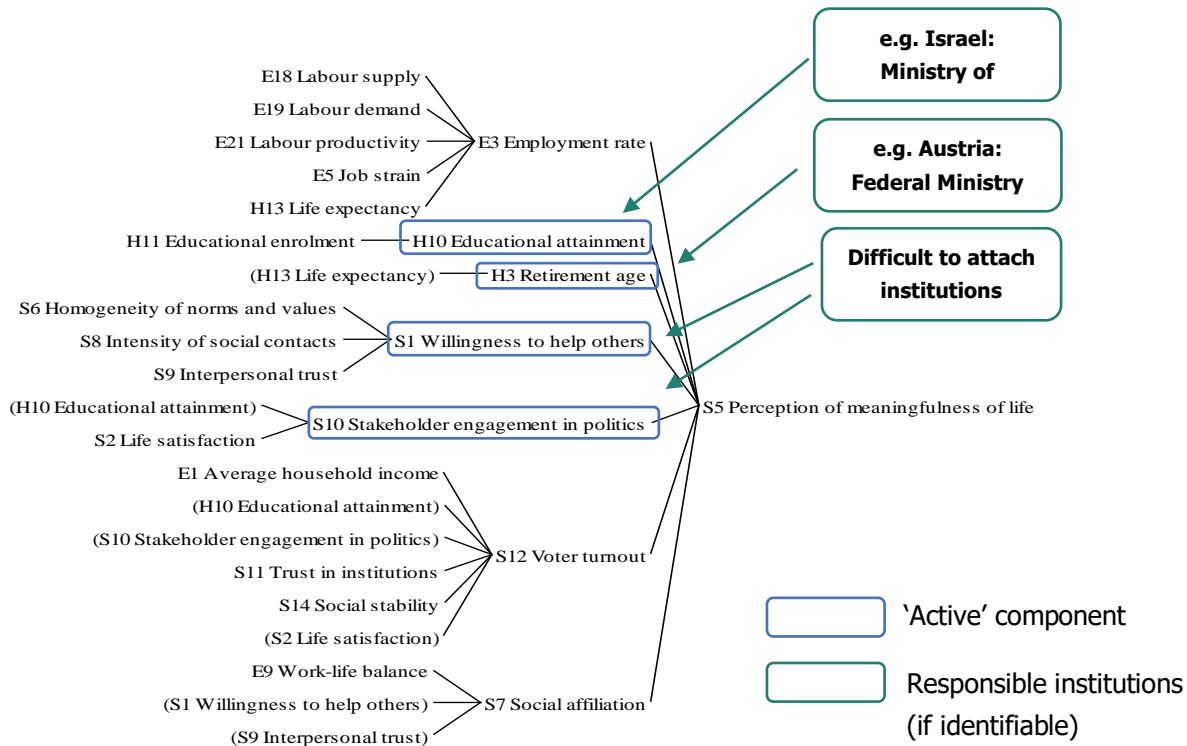 e.g. Israel:
Ministry of
E18 Labour supply
E19 Labour demand
E21 Labour productivity
E3 Employment rate
E5 Job strain
H13 Life expectancy
e.g. Austria:
Federal Ministry
H11 Educational enrolment
H10 Educational attainment
(H13 Life expectancy)
H3 Retirement age
Difficult to attach
institutions
S6 Homogeneity of norms and values
S8 Intensity of social contacts
S1 Willingness to help others
S9 Interpersonal trust
(H10 Educational attainment)
S10 Stakeholder engagement in politics
S2 Life satisfaction
S5 Perception of meaningfulness of life
E1 Average household income
(H10 Educational attainment)
(S10 Stakeholder engagement in politics)
S12 Voter turnout
S11 Trust in institutions
S14 Social stability
(S2 Life satisfaction)
E9 Work-life balance
(S1 Willingness to help others)
S7 Social affiliation
(S9 Interpersonal trust)
‘Active’ component
Responsible institutions
(if identifiable)